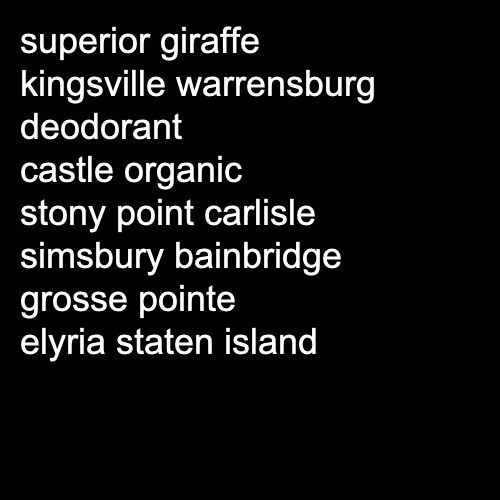 superior giraffe
kingsville warrensburg
deodorant
castle organic
stony point carlisle
simsbury bainbridge
grosse pointe
elyria staten island